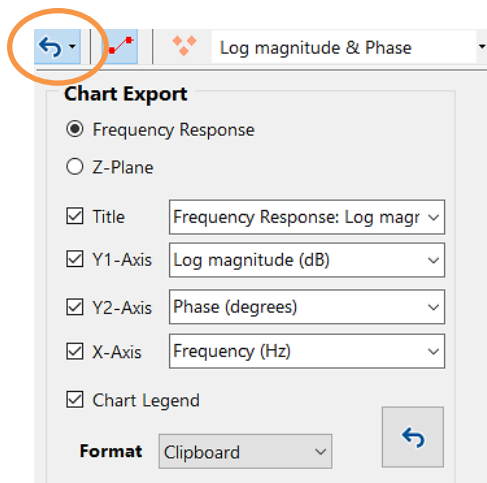 Log magnitude & Phase
Chart Export
Frequency Response
Z-Plane
Title Frequency Response: Log magr
Y1-Axis Log magnitude (dB)
Y2-Axis Phase (degrees)
X-Axis Frequency (Hz)
Chart Legend
Format Clipboard